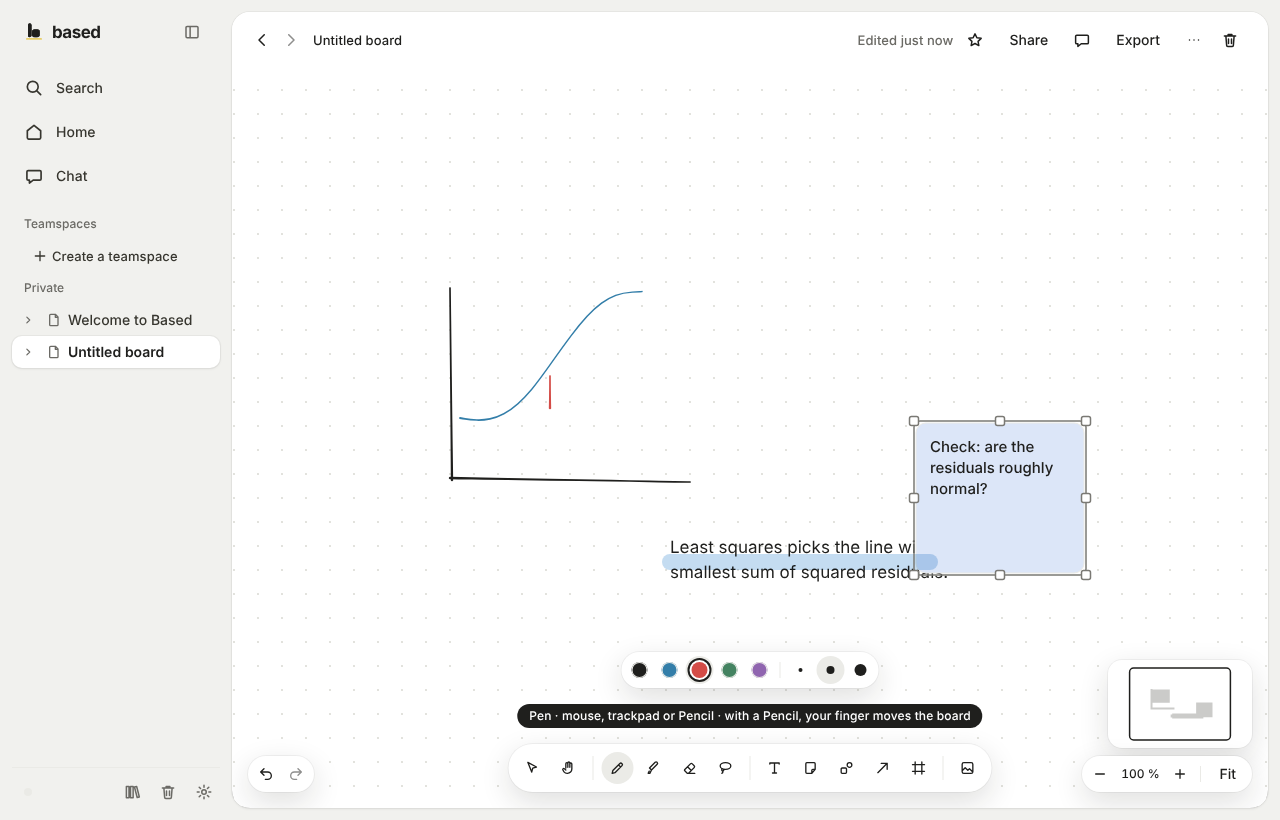 based
Untitled board
Edited just now
Share
Export
Search
Home
Chat
Teamspaces
Create a teamspace
Private
Welcome to Based
Untitled board
Check: are the
residuals roughly
normal?
Least squares picks the line
smallest sum of squared
Pen · mouse, trackpad or Pencil · with a Pencil, your finger moves the board
100 %
Fit